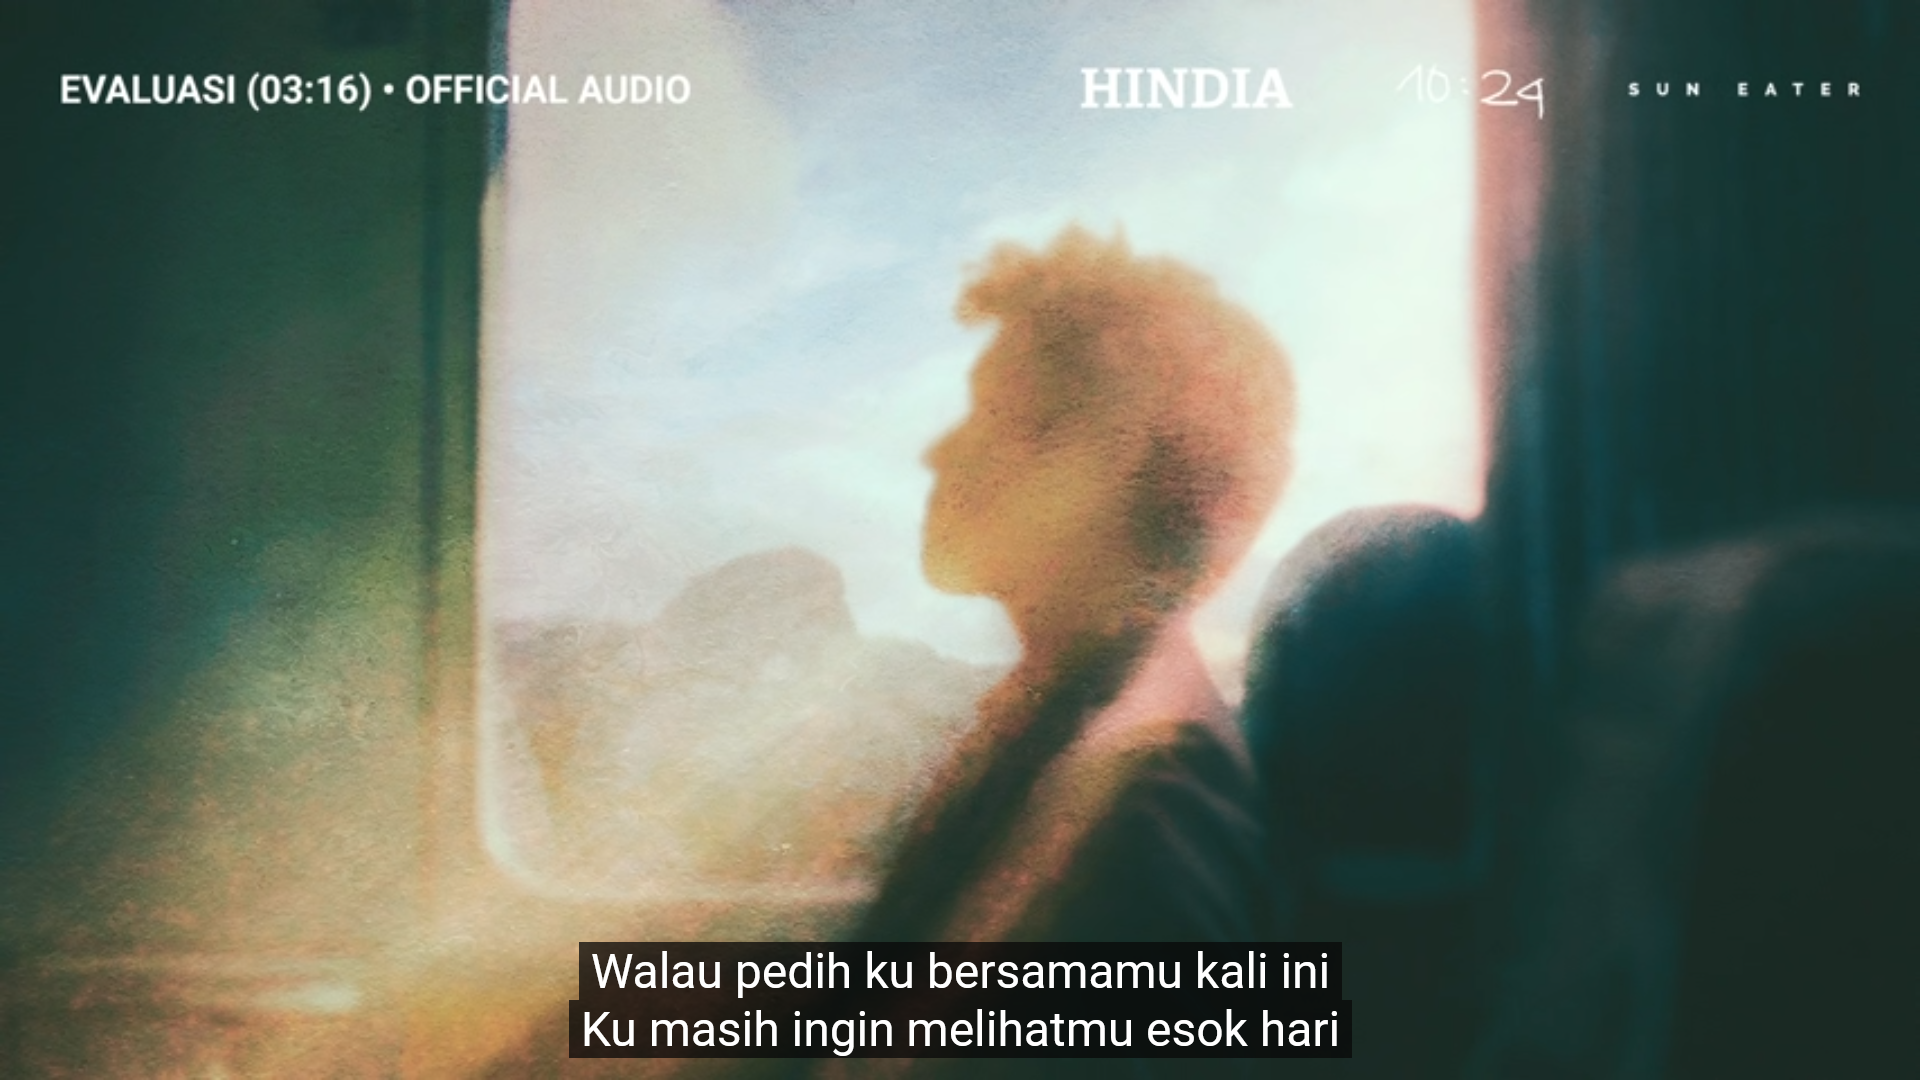 EVALUASI (03:16) • OFFICIAL AUDIO
HINDIA
10:24
SUN EATER
Walau pedih ku bersamamu kali ini
Ku masih ingin melihatmu esok hari